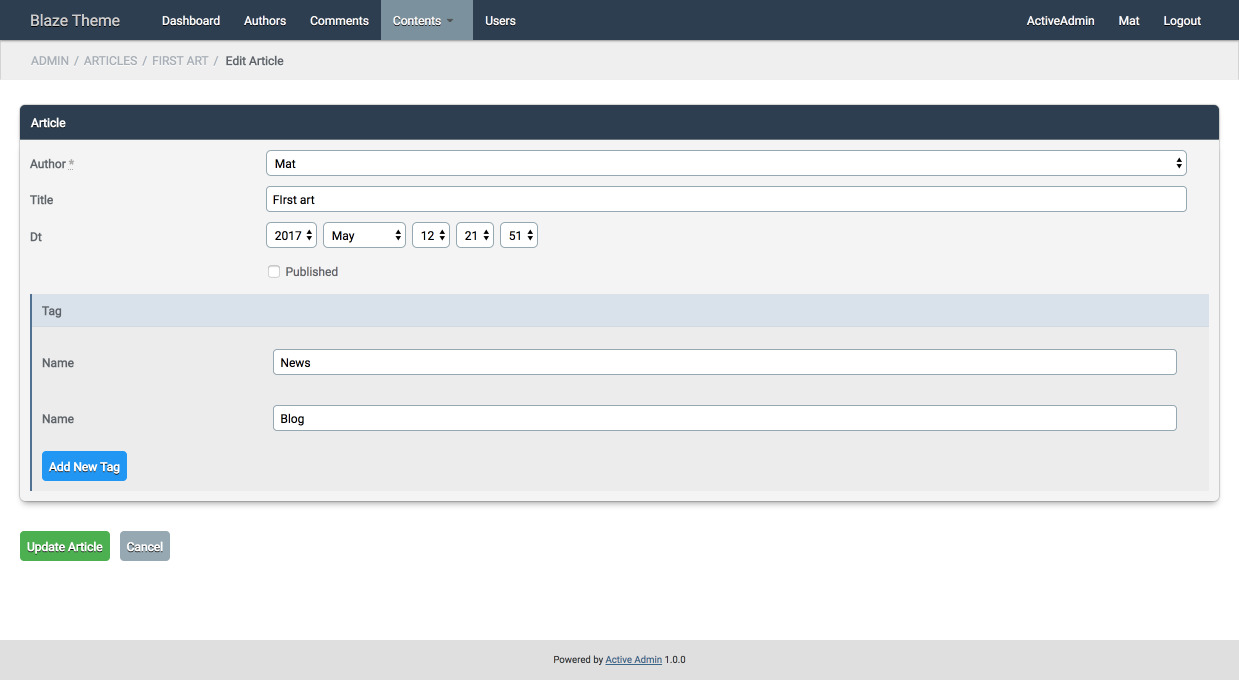 Blaze Theme Dashboard Authors Comments Contents Users ActiveAdmin Mat Logout
ADMIN / ARTICLES / FIRST ART / Edit Article
Article
Author * Mat
Title FIrst art
Dt 2017 May 12 21 51
Published
Tag
Name News
Name Blog
Add New Tag
Update Article Cancel
Powered by Active Admin 1.0.0